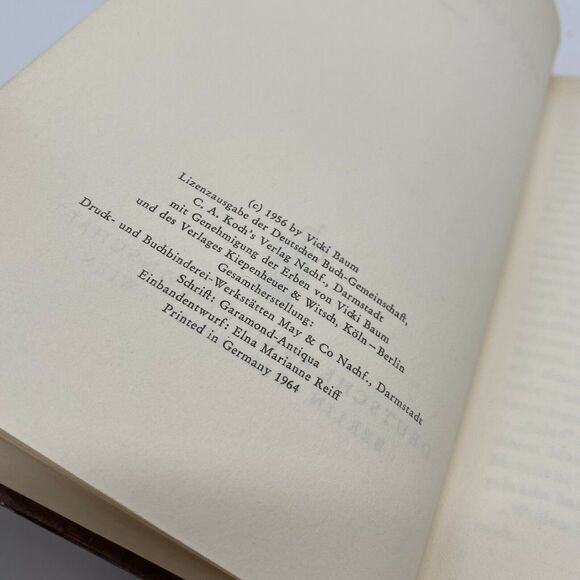 (c) 1956 by Vicki Baum
Lizenzausgabe der Deutschen Buch-Gemeinschaft,
C. A. Koch's Verlag Nachf., Darmstadt
mit Genehmigung der Erben von Vicki Baum
und des Verlages Kiepenheuer & Witsch, Köln–Berlin
Gesamtherstellung:
Druck- und Buchbinderei-Werkstätten May & Co Nachf., Darmstadt
Schrift: Garamond-Antiqua
Einbandentwurf: Elna Marianne Reiff
Printed in Germany 1964